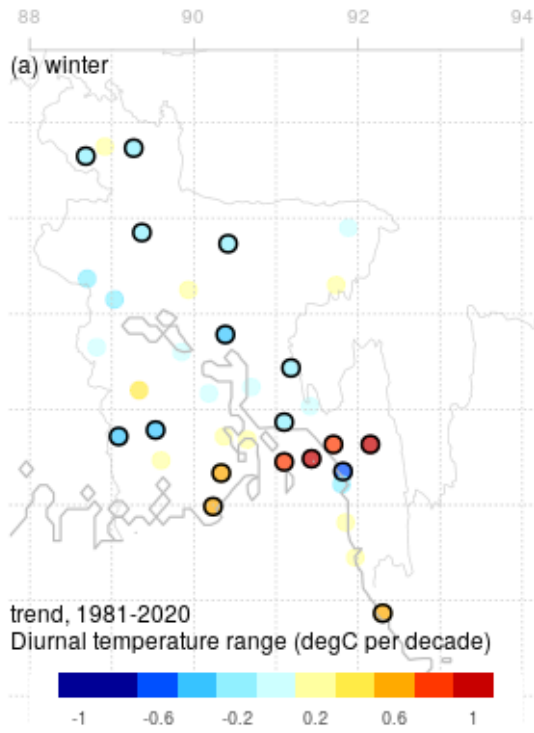 88 90 92 94
(a) winter
trend, 1981-2020
Diurnal temperature range (degC per decade)
-1 -0.6 -0.2 0.2 0.6 1